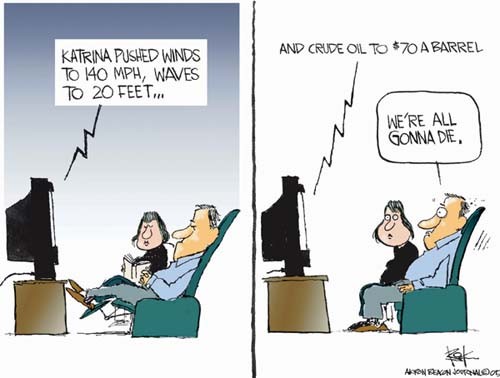 KATRINA PUSHED WINDS
TO 140 MPH, WAVES
TO 20 FEET...
AND CRUDE OIL TO $70 A BARREL
WE'RE ALL
GONNA DIE.
AKRON BEACON JOURNAL©05